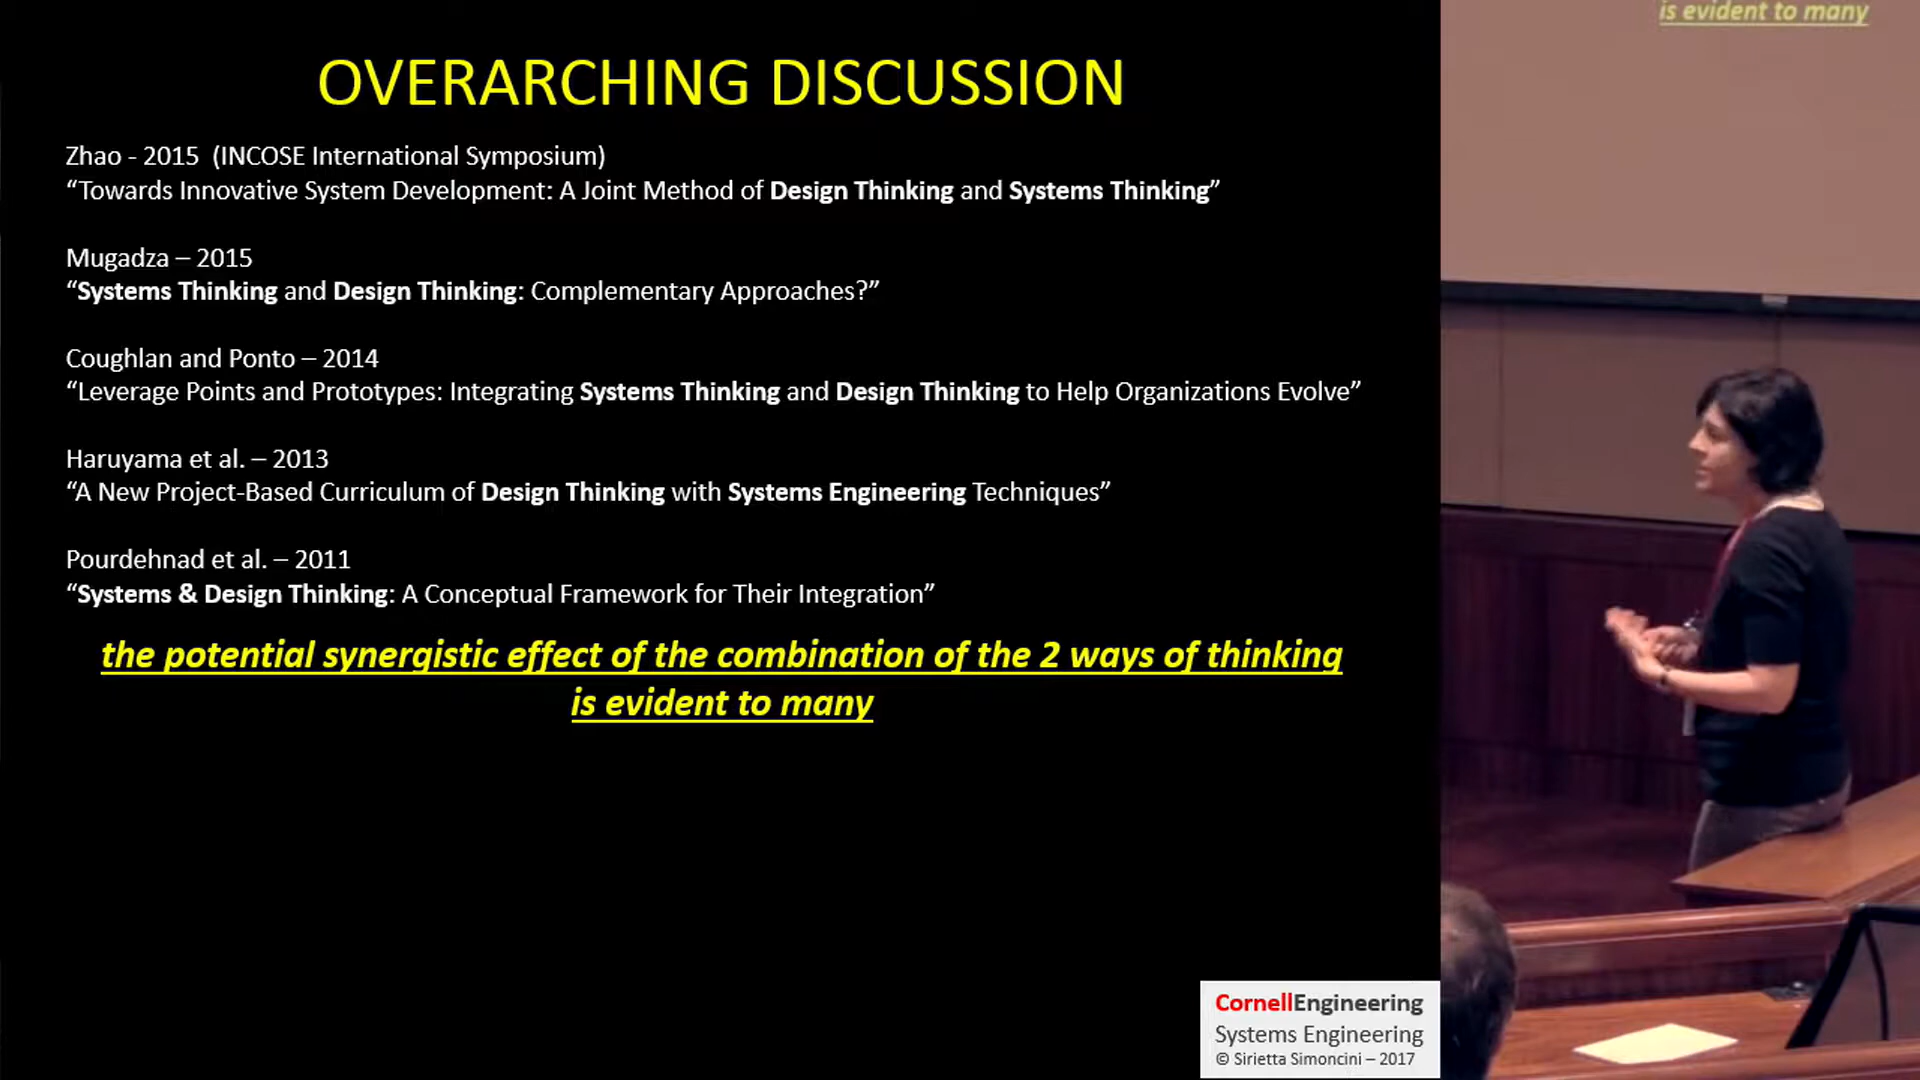 OVERARCHING DISCUSSION
Zhao - 2015 (INCOSE International Symposium)
“Towards Innovative System Development: A Joint Method of Design Thinking and Systems Thinking”
Mugadza – 2015
“Systems Thinking and Design Thinking: Complementary Approaches?”
Coughlan and Ponto – 2014
“Leverage Points and Prototypes: Integrating Systems Thinking and Design Thinking to Help Organizations Evolve”
Haruyama et al. – 2013
“A New Project-Based Curriculum of Design Thinking with Systems Engineering Techniques”
Pourdehnad et al. – 2011
“Systems & Design Thinking: A Conceptual Framework for Their Integration”
the potential synergistic effect of the combination of the 2 ways of thinking
is evident to many
CornellEngineering
Systems Engineering
© Sirietta Simoncini – 2017
is evident to many